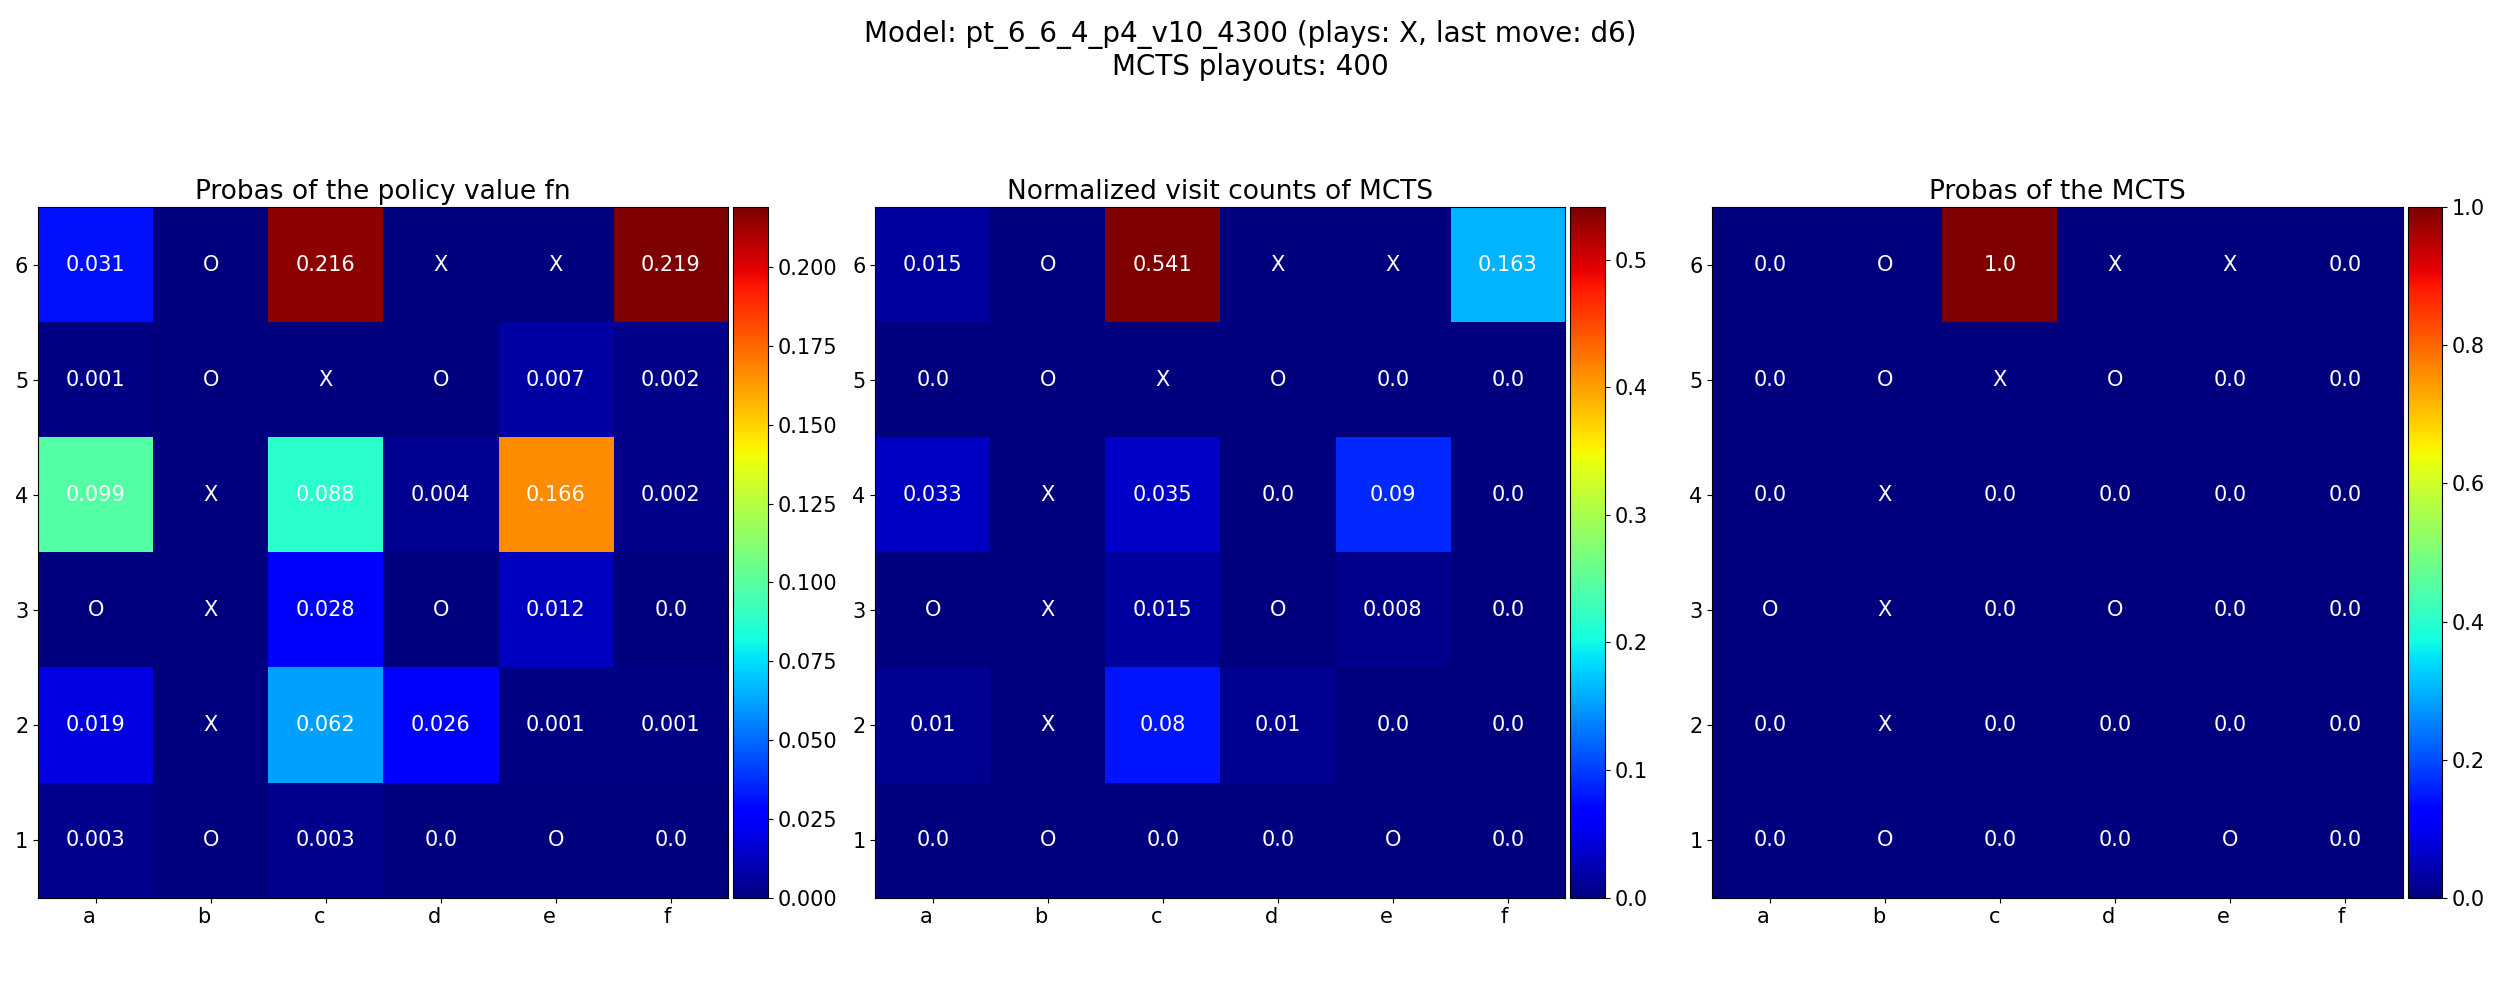 Model: pt_6_6_4_p4_v10_4300 (plays: X, last move: d6)
MCTS playouts: 400
Probas of the policy value fn
6 0.031 O 0.216 X X 0.219
5 0.001 O X O 0.007 0.002
4 0.099 X 0.088 0.004 0.166 0.002
3 O X 0.028 O 0.012 0.0
2 0.019 X 0.062 0.026 0.001 0.001
1 0.003 O 0.003 0.0 O 0.0
a b c d e f
0.200
0.175
0.150
0.125
0.100
0.075
0.050
0.025
0.000
Normalized visit counts of MCTS
6 0.015 O 0.541 X X 0.163
5 0.0 O X O 0.0 0.0
4 0.033 X 0.035 0.0 0.09 0.0
3 O X 0.015 O 0.008 0.0
2 0.01 X 0.08 0.01 0.0 0.0
1 0.0 O 0.0 0.0 O 0.0
a b c d e f
0.5
0.4
0.3
0.2
0.1
0.0
Probas of the MCTS
6 0.0 O 1.0 X X 0.0
5 0.0 O X O 0.0 0.0
4 0.0 X 0.0 0.0 0.0 0.0
3 O X 0.0 O 0.0 0.0
2 0.0 X 0.0 0.0 0.0 0.0
1 0.0 O 0.0 0.0 O 0.0
a b c d e f
1.0
0.8
0.6
0.4
0.2
0.0